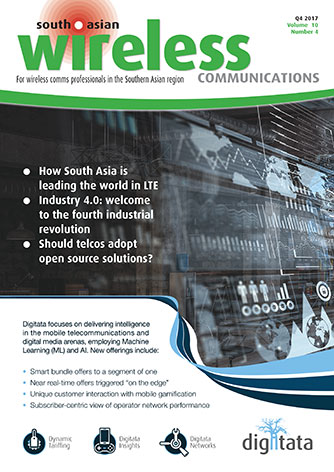 south asian
wireless
COMMUNICATIONS
For wireless comms professionals in the Southern Asian region
Q4 2017
Volume 10
Number 4
• How South Asia is
leading the world in LTE
• Industry 4.0: welcome
to the fourth industrial
revolution
• Should telcos adopt
open source solutions?
Digitata focuses on delivering intelligence
in the mobile telecommunications and
digital media arenas, employing Machine
Learning (ML) and AI. New offerings include:
• Smart bundle offers to a segment of one
• Near real-time offers triggered "on the edge"
• Unique customer interaction with mobile gamification
• Subscriber-centric view of operator network performance
Dynamic
Tariffing
Digitata
Insights
Digitata
Networks
digitata